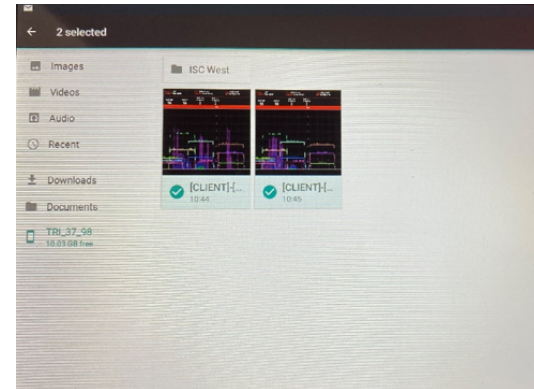 2 selected
Images
Videos
Audio
Recent
Downloads
Documents
TRI_37_98
10.03 GB free
ISC West
[CLIENT]-[...
10:44
[CLIENT]-[...
10:45